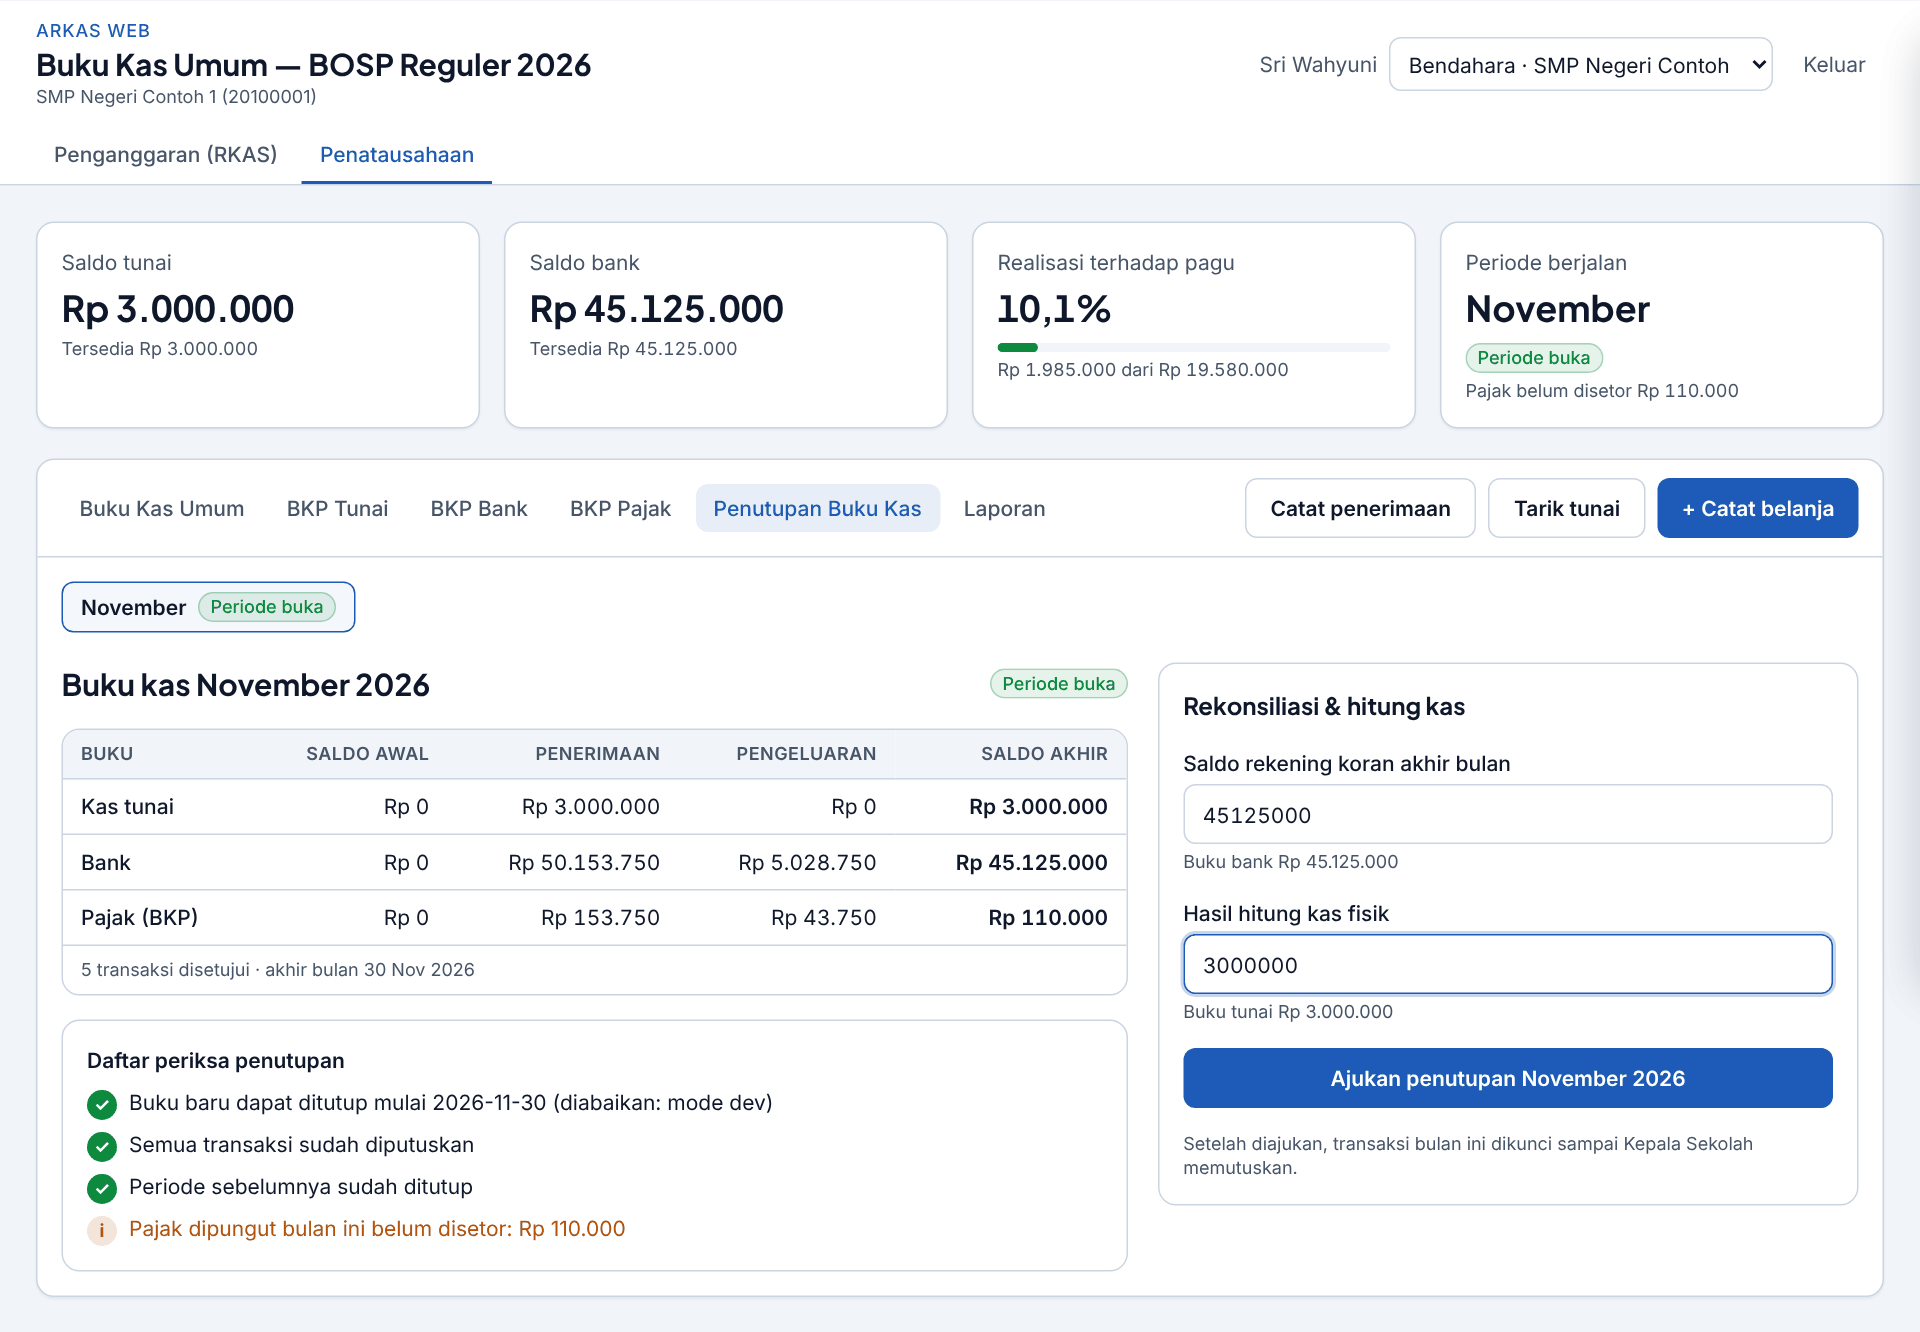 ARKAS WEB
Buku Kas Umum — BOSP Reguler 2026
SMP Negeri Contoh 1 (20100001)
Sri Wahyuni
Bendahara · SMP Negeri Contoh
Keluar
Penganggaran (RKAS)
Penatausahaan
Saldo tunai
Rp 3.000.000
Tersedia Rp 3.000.000
Saldo bank
Rp 45.125.000
Tersedia Rp 45.125.000
Realisasi terhadap pagu
10,1%
Rp 1.985.000 dari Rp 19.580.000
Periode berjalan
November
Periode buka
Pajak belum disetor Rp 110.000
Buku Kas Umum
BKP Tunai
BKP Bank
BKP Pajak
Penutupan Buku Kas
Laporan
Catat penerimaan
Tarik tunai
+ Catat belanja
November Periode buka
Buku kas November 2026
Periode buka
BUKU SALDO AWAL PENERIMAAN PENGELUARAN SALDO AKHIR
Kas tunai Rp 0 Rp 3.000.000 Rp 0 Rp 3.000.000
Bank Rp 0 Rp 50.153.750 Rp 5.028.750 Rp 45.125.000
Pajak (BKP) Rp 0 Rp 153.750 Rp 43.750 Rp 110.000
5 transaksi disetujui · akhir bulan 30 Nov 2026
Daftar periksa penutupan
Buku baru dapat ditutup mulai 2026-11-30 (diabaikan: mode dev)
Semua transaksi sudah diputuskan
Periode sebelumnya sudah ditutup
i Pajak dipungut bulan ini belum disetor: Rp 110.000
Rekonsiliasi & hitung kas
Saldo rekening koran akhir bulan
45125000
Buku bank Rp 45.125.000
Hasil hitung kas fisik
3000000
Buku tunai Rp 3.000.000
Ajukan penutupan November 2026
Setelah diajukan, transaksi bulan ini dikunci sampai Kepala Sekolah
memutuskan.